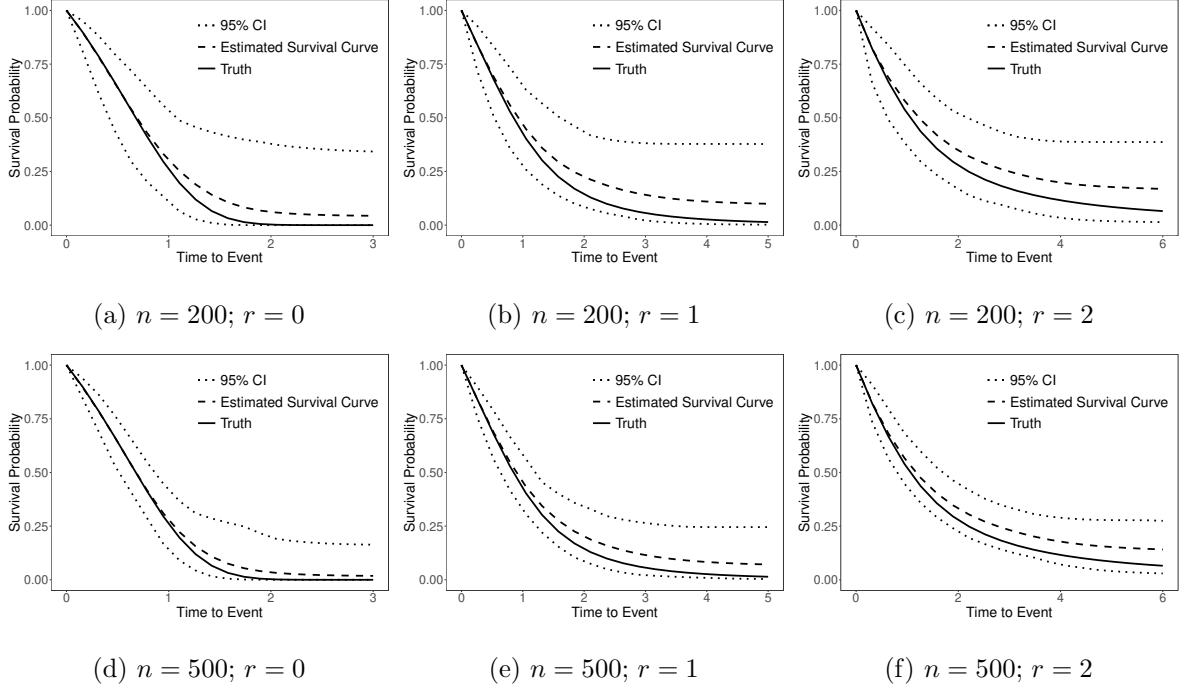 1.00
0.75
0.50
0.25
0.00
Survival Probability
95% CI
Estimated Survival Curve
Truth
0 1 2 3
Time to Event
(a) n = 200; r = 0
1.00
0.75
0.50
0.25
0.00
Survival Probability
95% CI
Estimated Survival Curve
Truth
0 1 2 3 4 5
Time to Event
(b) n = 200; r = 1
1.00
0.75
0.50
0.25
0.00
Survival Probability
95% CI
Estimated Survival Curve
Truth
0 2 4 6
Time to Event
(c) n = 200; r = 2
1.00
0.75
0.50
0.25
0.00
Survival Probability
95% CI
Estimated Survival Curve
Truth
0 1 2 3
Time to Event
(d) n = 500; r = 0
1.00
0.75
0.50
0.25
0.00
Survival Probability
95% CI
Estimated Survival Curve
Truth
0 1 2 3 4 5
Time to Event
(e) n = 500; r = 1
1.00
0.75
0.50
0.25
0.00
Survival Probability
95% CI
Estimated Survival Curve
Truth
0 2 4 6
Time to Event
(f) n = 500; r = 2